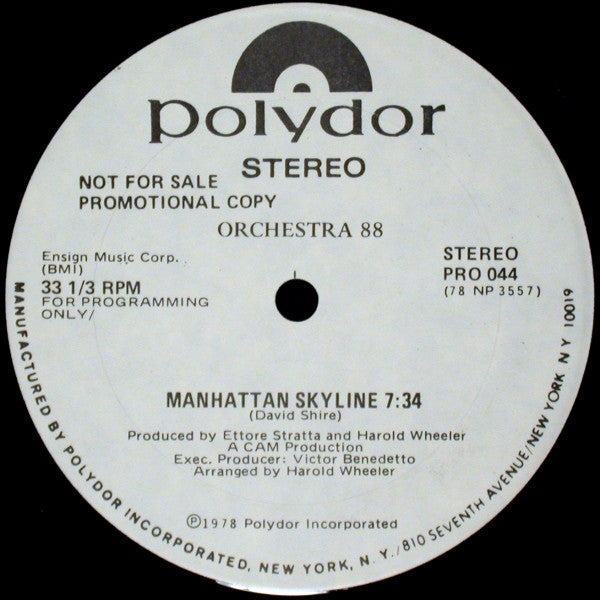 polydor
STEREO
NOT FOR SALE
PROMOTIONAL COPY
ORCHESTRA 88
Ensign Music Corp.
(BMI)
33 1/3 RPM
FOR PROGRAMMING
ONLY/
STEREO
PRO 044
(78 NP 3557)
MANHATTAN SKYLINE 7:34
(David Shire)
Produced by Ettore Stratta and Harold Wheeler
A CAM Production
Exec. Producer: Victor Benedetto
Arranged by Harold Wheeler
℗1978 Polydor Incorporated
MANUFACTURED BY POLYDOR INCORPORATED, NEW YORK, N. Y./810 SEVENTH AVENUE/NEW YORK N Y 10019